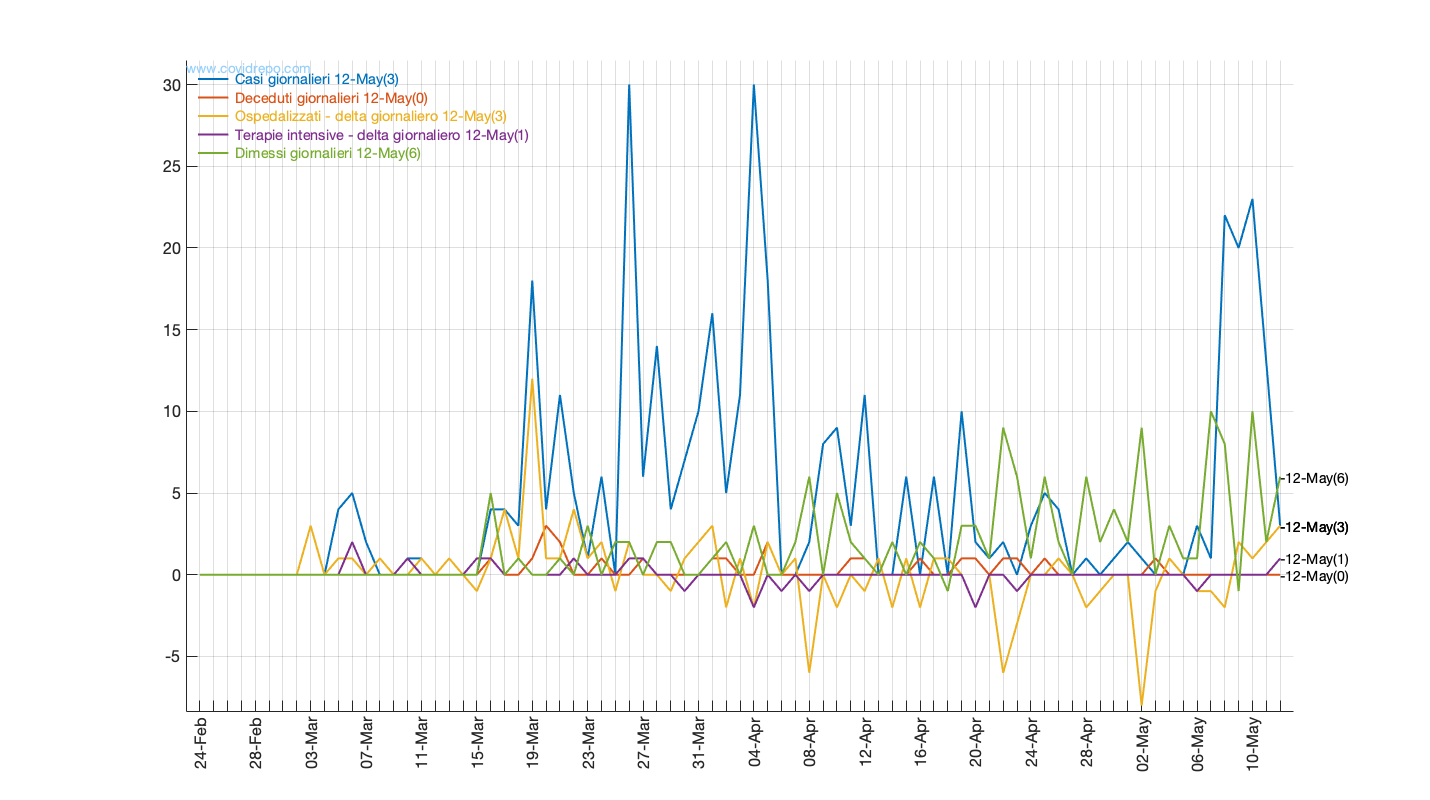 www.covidrepo.com
Casi giornalieri 12-May(3)
Deceduti giornalieri 12-May(0)
Ospedalizzati - delta giornaliero 12-May(3)
Terapie intensive - delta giornaliero 12-May(1)
Dimessi giornalieri 12-May(6)
30
25
20
15
10
5
0
-5
12-May(6)
12-May(3)
12-May(1)
12-May(0)
24-Feb
28-Feb
03-Mar
07-Mar
11-Mar
15-Mar
19-Mar
23-Mar
27-Mar
31-Mar
04-Apr
08-Apr
12-Apr
16-Apr
20-Apr
24-Apr
28-Apr
02-May
06-May
10-May